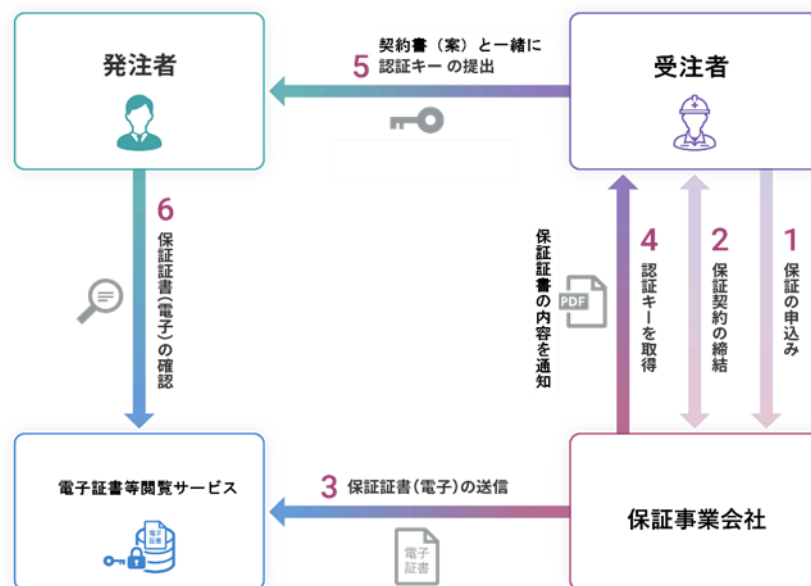 発注者
契約書（案）と一緒に
5 認証キーの提出
受注者
6 保証証書(電子)の確認
保証証書の内容を通知
PDF
4 認証キーを取得
2 保証契約の締結
1 保証の申込み
電子証書等閲覧サービス
電子
証書
3 保証証書(電子)の送信
電子
証書
保証事業会社